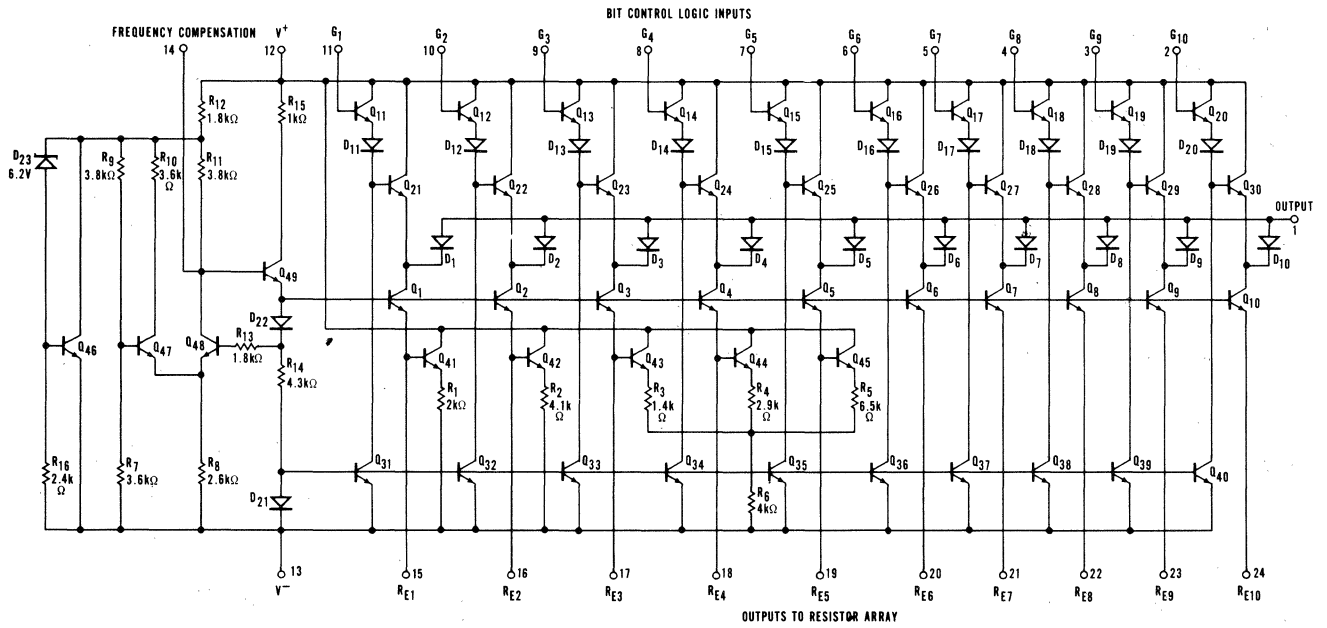 BIT CONTROL LOGIC INPUTS
FREQUENCY COMPENSATION V+ G1 G2 G3 G4 G5 G6 G7 G8 G9 G10
14 12 11 10 9 8 7 6 5 4 3 2
R12 1.8kΩ
R15 1kΩ
Q11 Q12 Q13 Q14 Q15 Q16 Q17 Q18 Q19 Q20
D11 D12 D13 D14 D15 D16 D17 D18 D19 D20
D23 6.2V
R9 3.8kΩ
R10 3.6k Ω
R11 3.8kΩ
Q21 Q22 Q23 Q24 Q25 Q26 Q27 Q28 Q29 Q30
OUTPUT
1
D1 D2 D3 D4 D5 D6 D7 D8 D9 D10
Q49
Q1 Q2 Q3 Q4 Q5 Q6 Q7 Q8 Q9 Q10
D22
Q46 Q47 Q48
R13 1.8kΩ
R14 4.3kΩ
Q41 Q42 Q43 Q44 Q45
R1 2kΩ
R2 4.1k Ω
R3 1.4k Ω
R4 2.9k Ω
R5 6.5k Ω
Q31 Q32 Q33 Q34 Q35 Q36 Q37 Q38 Q39 Q40
R16 2.4k Ω
R7 3.6kΩ
R8 2.6kΩ
D21
R6 4kΩ
13 15 16 17 18 19 20 21 22 23 24
V− RE1 RE2 RE3 RE4 RE5 RE6 RE7 RE8 RE9 RE10
OUTPUTS TO RESISTOR ARRAY